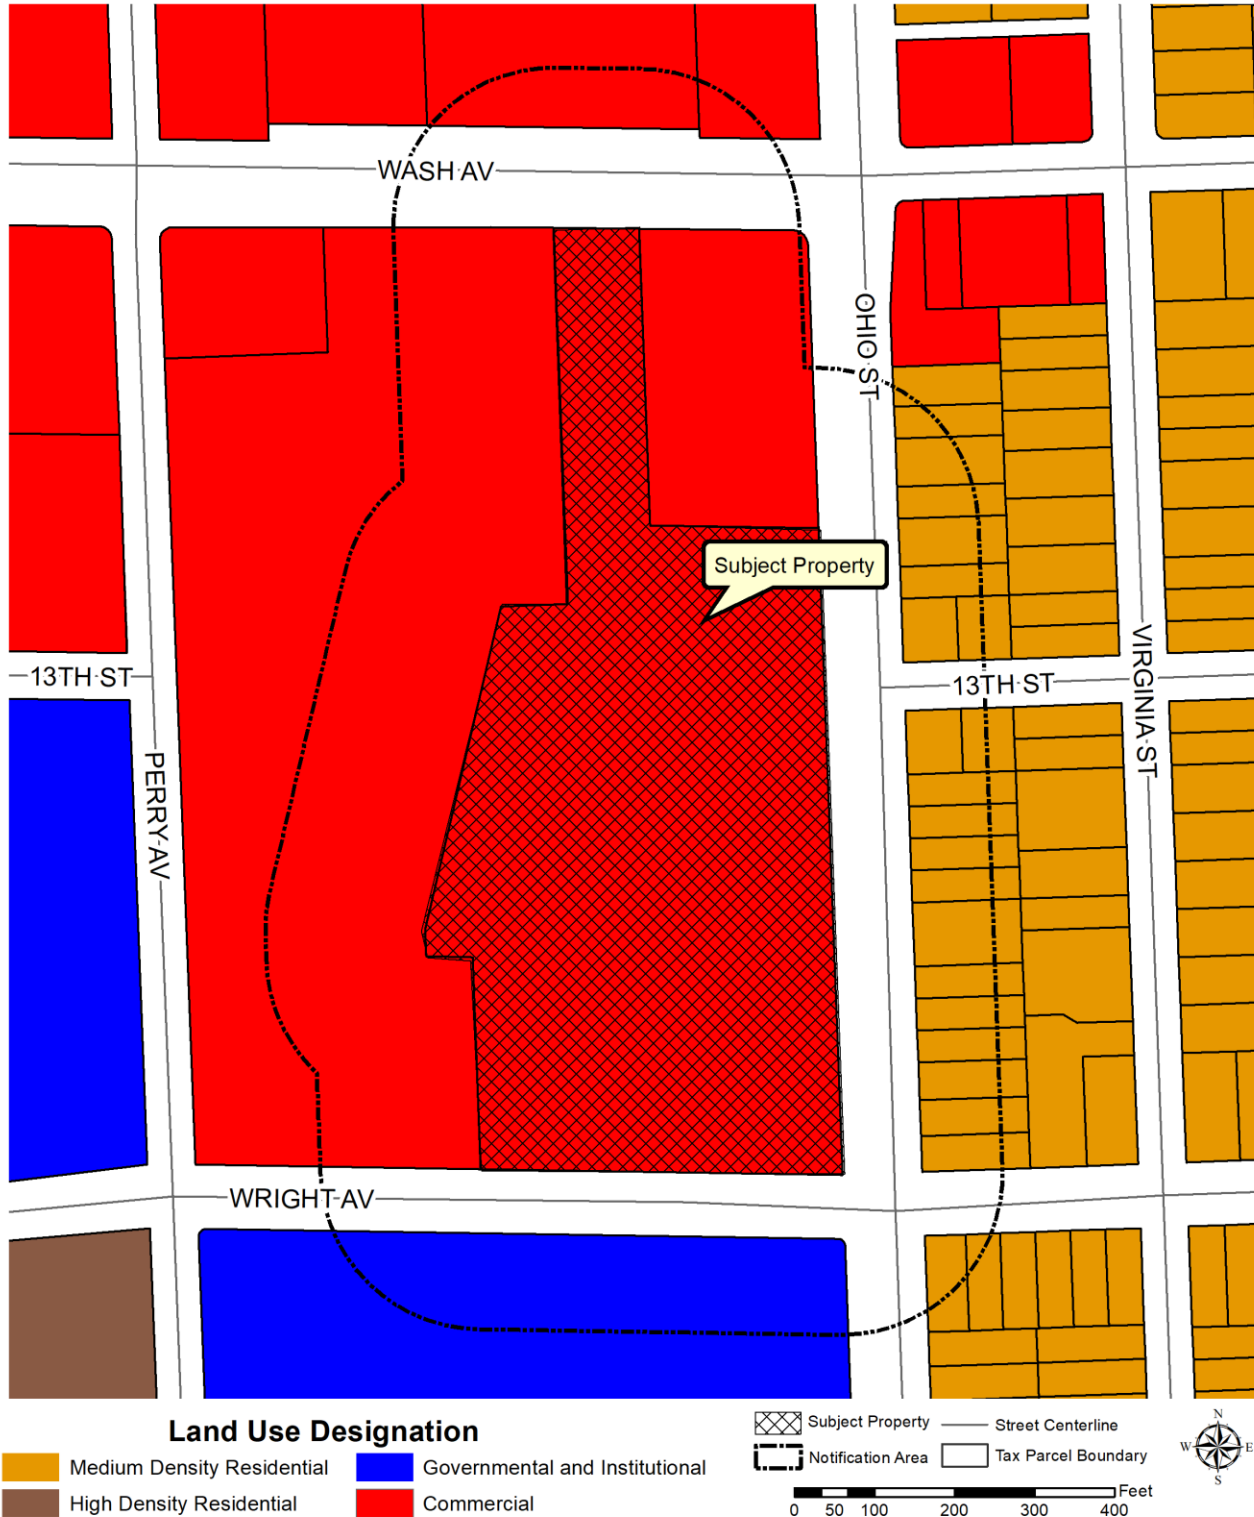 WASH AV
OHIO ST
Subject Property
13TH ST
13TH ST
VIRGINIA ST
PERRY AV
WRIGHT AV
Land Use Designation
Medium Density Residential
Governmental and Institutional
High Density Residential
Commercial
Subject Property
Street Centerline
Notification Area
Tax Parcel Boundary
N
W E
S
Feet
0 50 100 200 300 400